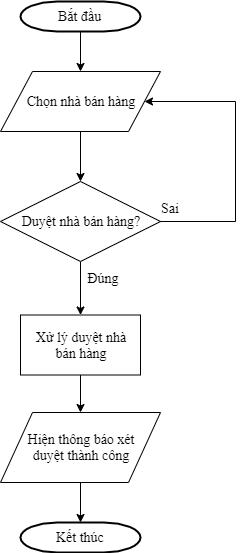 Bắt đầu
Chọn nhà bán hàng
Duyệt nhà bán hàng?
Sai
Đúng
Xử lý duyệt nhà
bán hàng
Hiện thông báo xét
duyệt thành công
Kết thúc